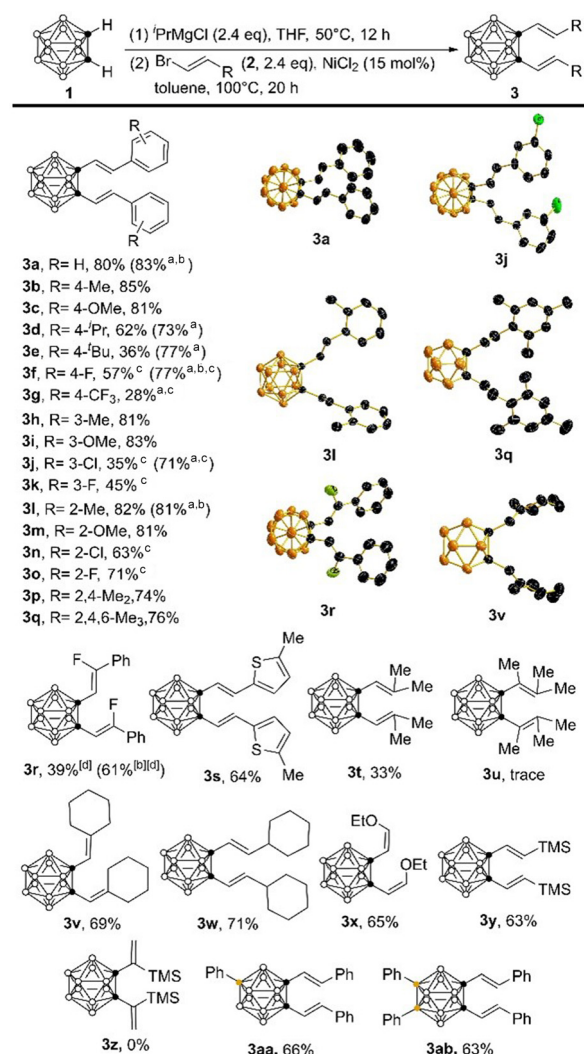 H
H
1
(1) ⁱPrMgCl (2.4 eq), THF, 50°C, 12 h
(2) Br R (2, 2.4 eq), NiCl₂ (15 mol%)
toluene, 100°C, 20 h
R
R
3
R
R
3a, R= H, 80% (83%ᵃ,ᵇ)
3b, R= 4-Me, 85%
3c, R= 4-OMe, 81%
3d, R= 4-ⁱPr, 62% (73%ᵃ)
3e, R= 4-ᵗBu, 36% (77%ᵃ)
3f, R= 4-F, 57%ᶜ (77%ᵃ,ᵇ,ᶜ)
3g, R= 4-CF₃, 28%ᵃ,ᶜ
3h, R= 3-Me, 81%
3i, R= 3-OMe, 83%
3j, R= 3-Cl, 35%ᶜ (71%ᵃ,ᶜ)
3k, R= 3-F, 45%ᶜ
3l, R= 2-Me, 82% (81%ᵃ,ᵇ)
3m, R= 2-OMe, 81%
3n, R= 2-Cl, 63%ᶜ
3o, R= 2-F, 71%ᶜ
3p, R= 2,4-Me₂,74%
3q, R= 2,4,6-Me₃,76%
3a
3j
3l
3q
3r
3v
F Ph
F
Ph
3r, 39%[d] (61%[b][d])
Me
S
S
Me
3s, 64%
Me
Me
Me
Me
3t, 33%
Me Me
Me
Me
Me Me
3u, trace
3v, 69%
3w, 71%
EtO
OEt
3x, 65%
TMS
TMS
3y, 63%
TMS
TMS
3z, 0%
Ph
Ph
Ph
3aa, 66%
Ph
Ph
Ph
Ph
3ab, 63%